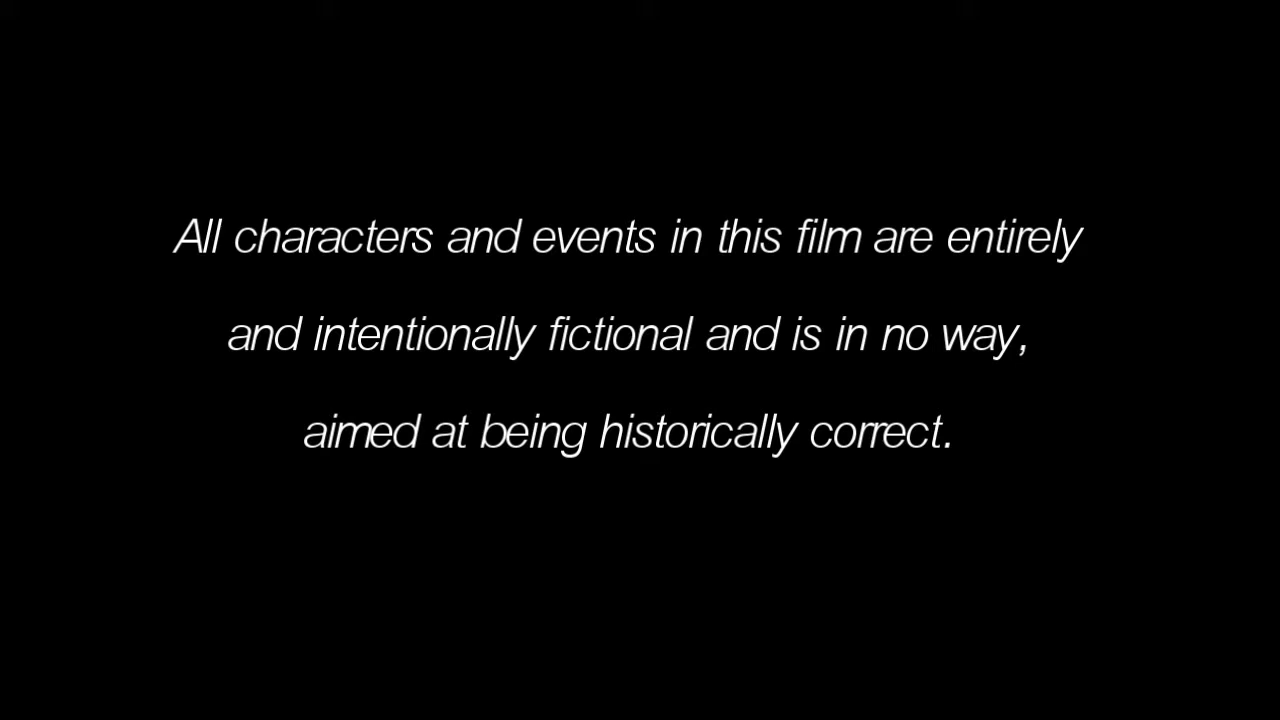 All characters and events in this film are entirely
and intentionally fictional and is in no way,
aimed at being historically correct.